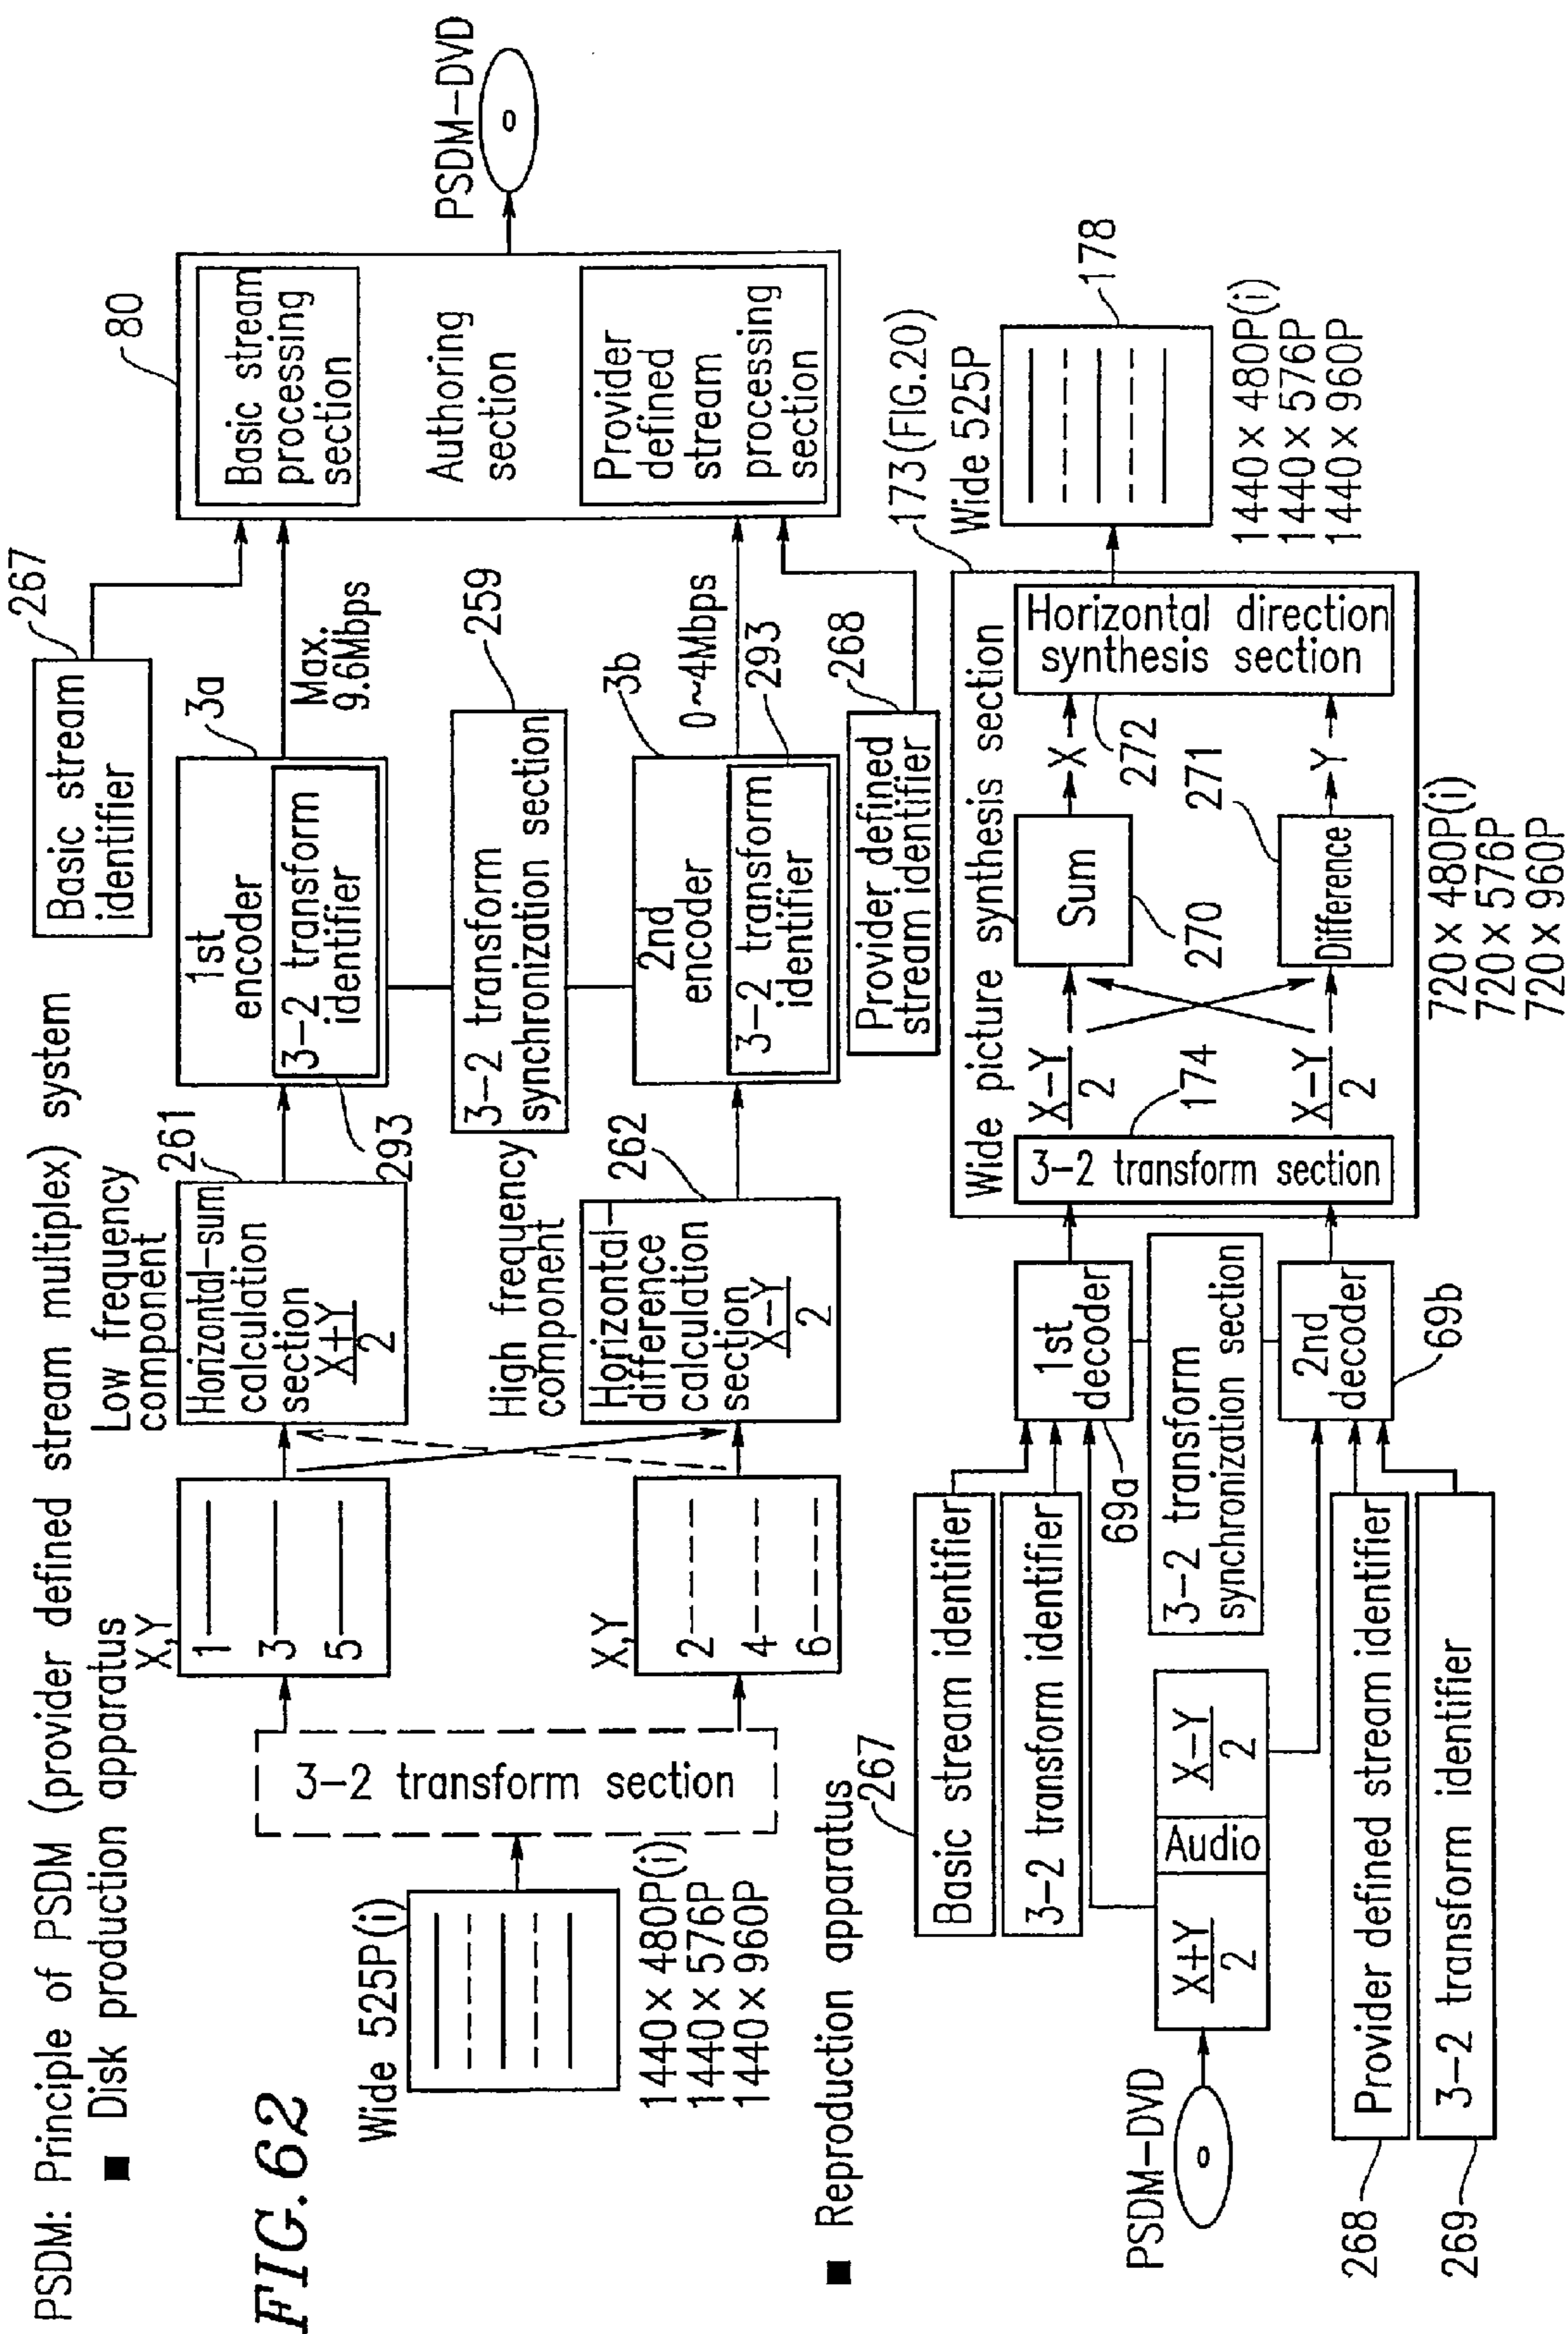 PSDM: Principle of PSDM (provider defined stream multiplex) system
■ Disk production apparatus
FIG. 62
Wide 525P(i)
1440×480P(i)
1440×576P
1440×960P
3-2 transform section
X,Y
1
3
5
X,Y
2
4
6
Low frequency
component
261
Horizontal-sum
calculation
section
X+Y
2
High frequency
component
262
Horizontal-
difference
calculation
section
X-Y
2
293
1st
encoder
3-2 transform
identifier
3a
3-2 transform
synchronization section
259
2nd
encoder
3-2 transform
identifier
3b
293
Basic stream
identifier
267
Max.
9.6Mbps
0~4Mbps
Provider defined
stream identifier
268
80
Basic stream
processing
section
Authoring
section
Provider
defined
stream
processing
section
PSDM-DVD
■ Reproduction apparatus
PSDM-DVD
X+Y
2
Audio
X-Y
2
267
Basic stream identifier
3-2 transform identifier
268
Provider defined stream identifier
269
3-2 transform identifier
1st
decoder
69a
3-2 transform
synchronization section
2nd
decoder
69b
173(FIG.20)
Wide picture synthesis section
3-2 transform section
174
X-Y
2
X-Y
2
Sum
270
Difference
271
X
Y
272
Horizontal direction
synthesis section
720×480P(i)
720×576P
720×960P
Wide 525P
178
1440×480P(i)
1440×576P
1440×960P